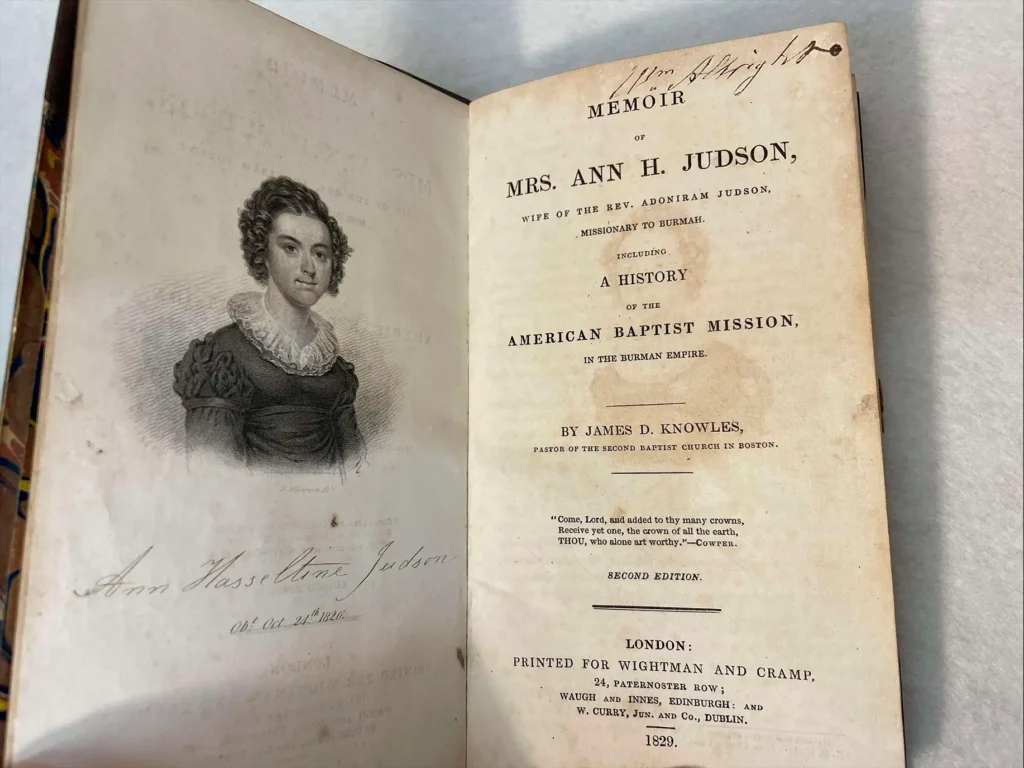 Ann Hasseltine Judson
Obt. Oct. 24th 1826.
Wm Albright
MEMOIR
OF
MRS. ANN H. JUDSON,
WIFE OF THE REV. ADONIRAM JUDSON,
MISSIONARY TO BURMAH.
INCLUDING
A HISTORY
OF THE
AMERICAN BAPTIST MISSION,
IN THE BURMAN EMPIRE.
BY JAMES D. KNOWLES,
PASTOR OF THE SECOND BAPTIST CHURCH IN BOSTON.
"Come, Lord, and added to thy many crowns,
Receive yet one, the crown of all the earth,
THOU, who alone art worthy."—COWPER.
SECOND EDITION.
LONDON:
PRINTED FOR WIGHTMAN AND CRAMP,
24, PATERNOSTER ROW;
WAUGH AND INNES, EDINBURGH: AND
W. CURRY, JUN. AND CO., DUBLIN.
1829.